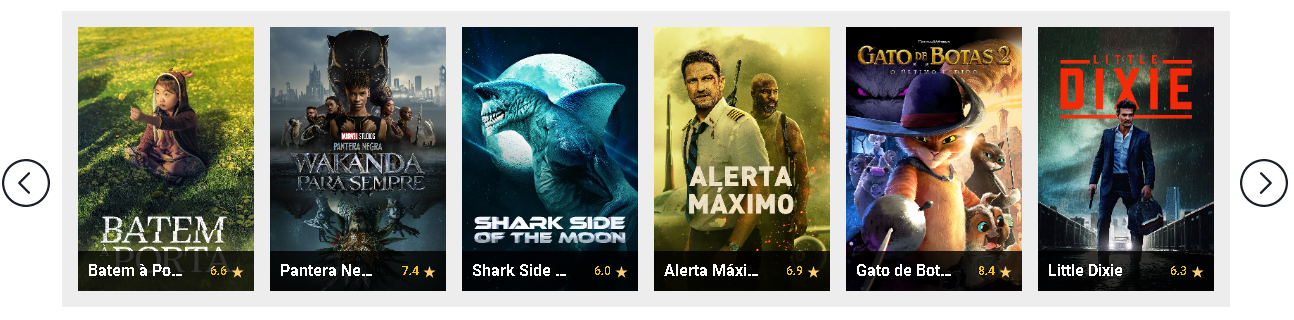 BATEM
À PORTA
Batem à Po...
6.6
MARVEL STUDIOS
PANTERA NEGRA
WAKANDA
PARA SEMPRE
Pantera Ne...
7.4
SHARK SIDE
OF THE MOON
Shark Side ...
6.0
ALERTA
MÁXIMO
Alerta Máxi...
6.9
GATO DE BOTAS 2
O ÚLTIMO PEDIDO
Gato de Bot...
8.4
LITTLE
DIXIE
Little Dixie
6.3